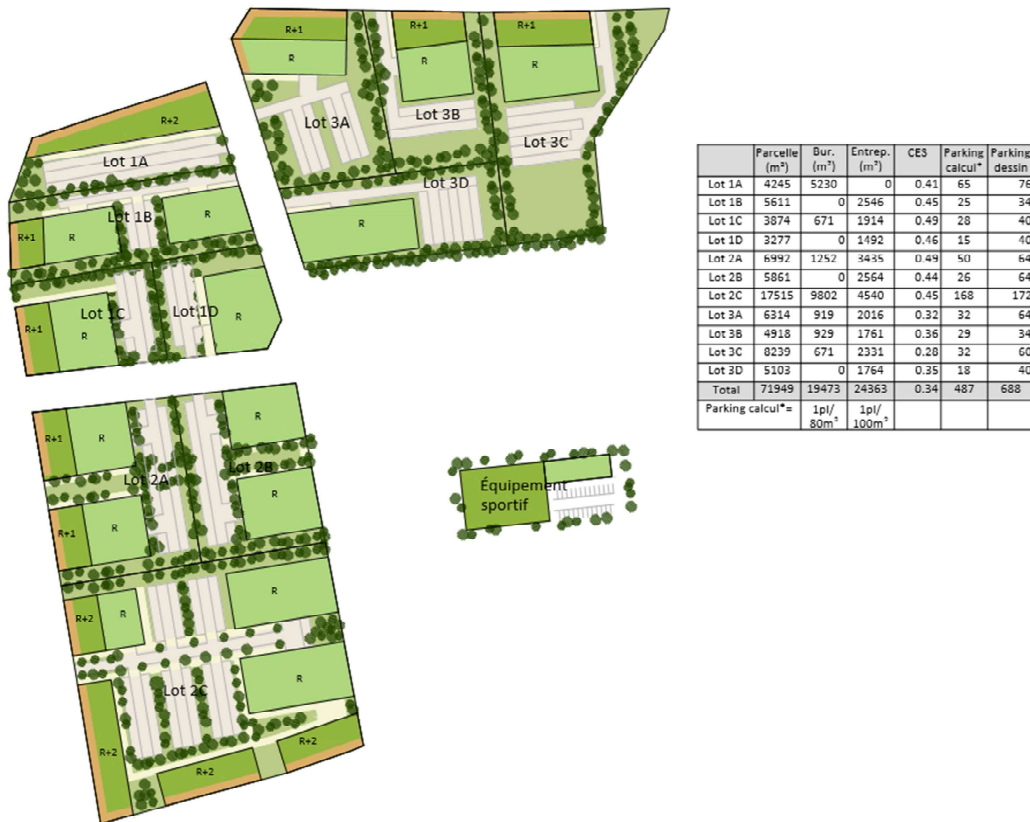 R+1
R
R+1
R
R+1
R
Lot 3A
Lot 3B
Lot 3C
Lot 3D
R
R+2
Lot 1A
Lot 1B
R+1
R
R
Lot 1C
R+1
R
Lot 1D
R
R+1
R
R
Lot 2A
Lot 2B
R+1
R
R
R+2
R
R
Lot 2C
R
R+2
R+2
R+2
Équipement
sportif
Parcelle (m²) Bur. (m²) Entrep. (m²) CES Parking calcul* Parking dessin
Lot 1A 4245 5230 0 0.41 65 76
Lot 1B 5611 0 2546 0.45 25 34
Lot 1C 3874 671 1914 0.49 28 40
Lot 1D 3277 0 1492 0.46 15 40
Lot 2A 6992 1252 3435 0.49 50 64
Lot 2B 5861 0 2564 0.44 26 64
Lot 2C 17515 9802 4540 0.45 168 172
Lot 3A 6314 919 2016 0.32 32 64
Lot 3B 4918 929 1761 0.36 29 34
Lot 3C 8239 671 2331 0.28 32 60
Lot 3D 5103 0 1764 0.35 18 40
Total 71949 19473 24363 0.34 487 688
Parking calcul*= 1pl/ 80m² 1pl/ 100m²